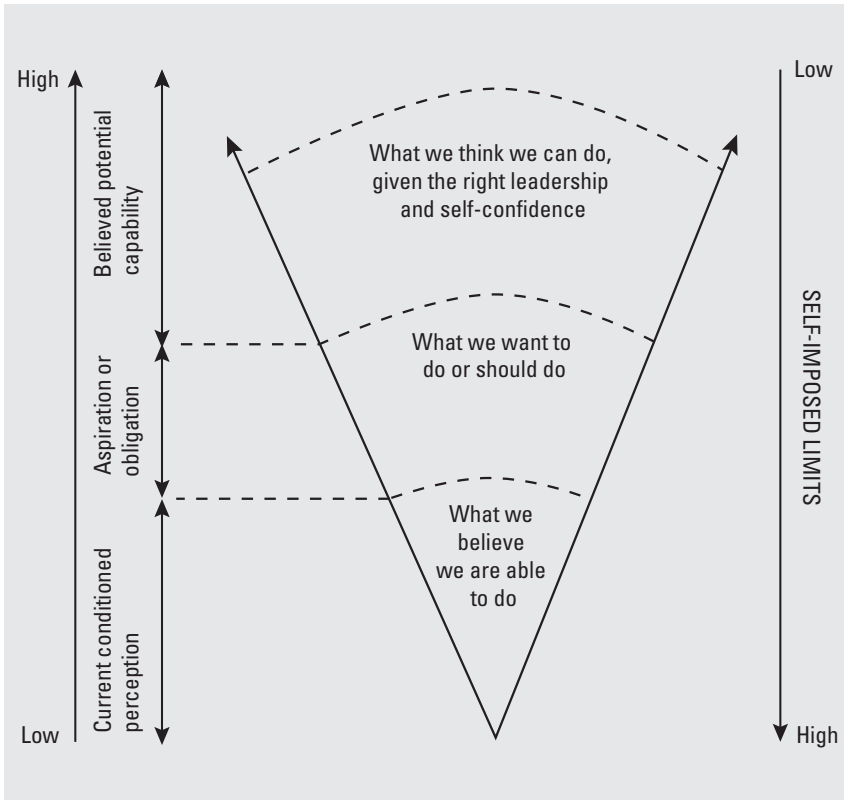 High
Low
Believed potential
capability
Aspiration or
obligation
Current conditioned
perception
What we think we can do,
given the right leadership
and self-confidence
What we want to
do or should do
What we
believe
we are able
to do
Low
SELF-IMPOSED LIMITS
High